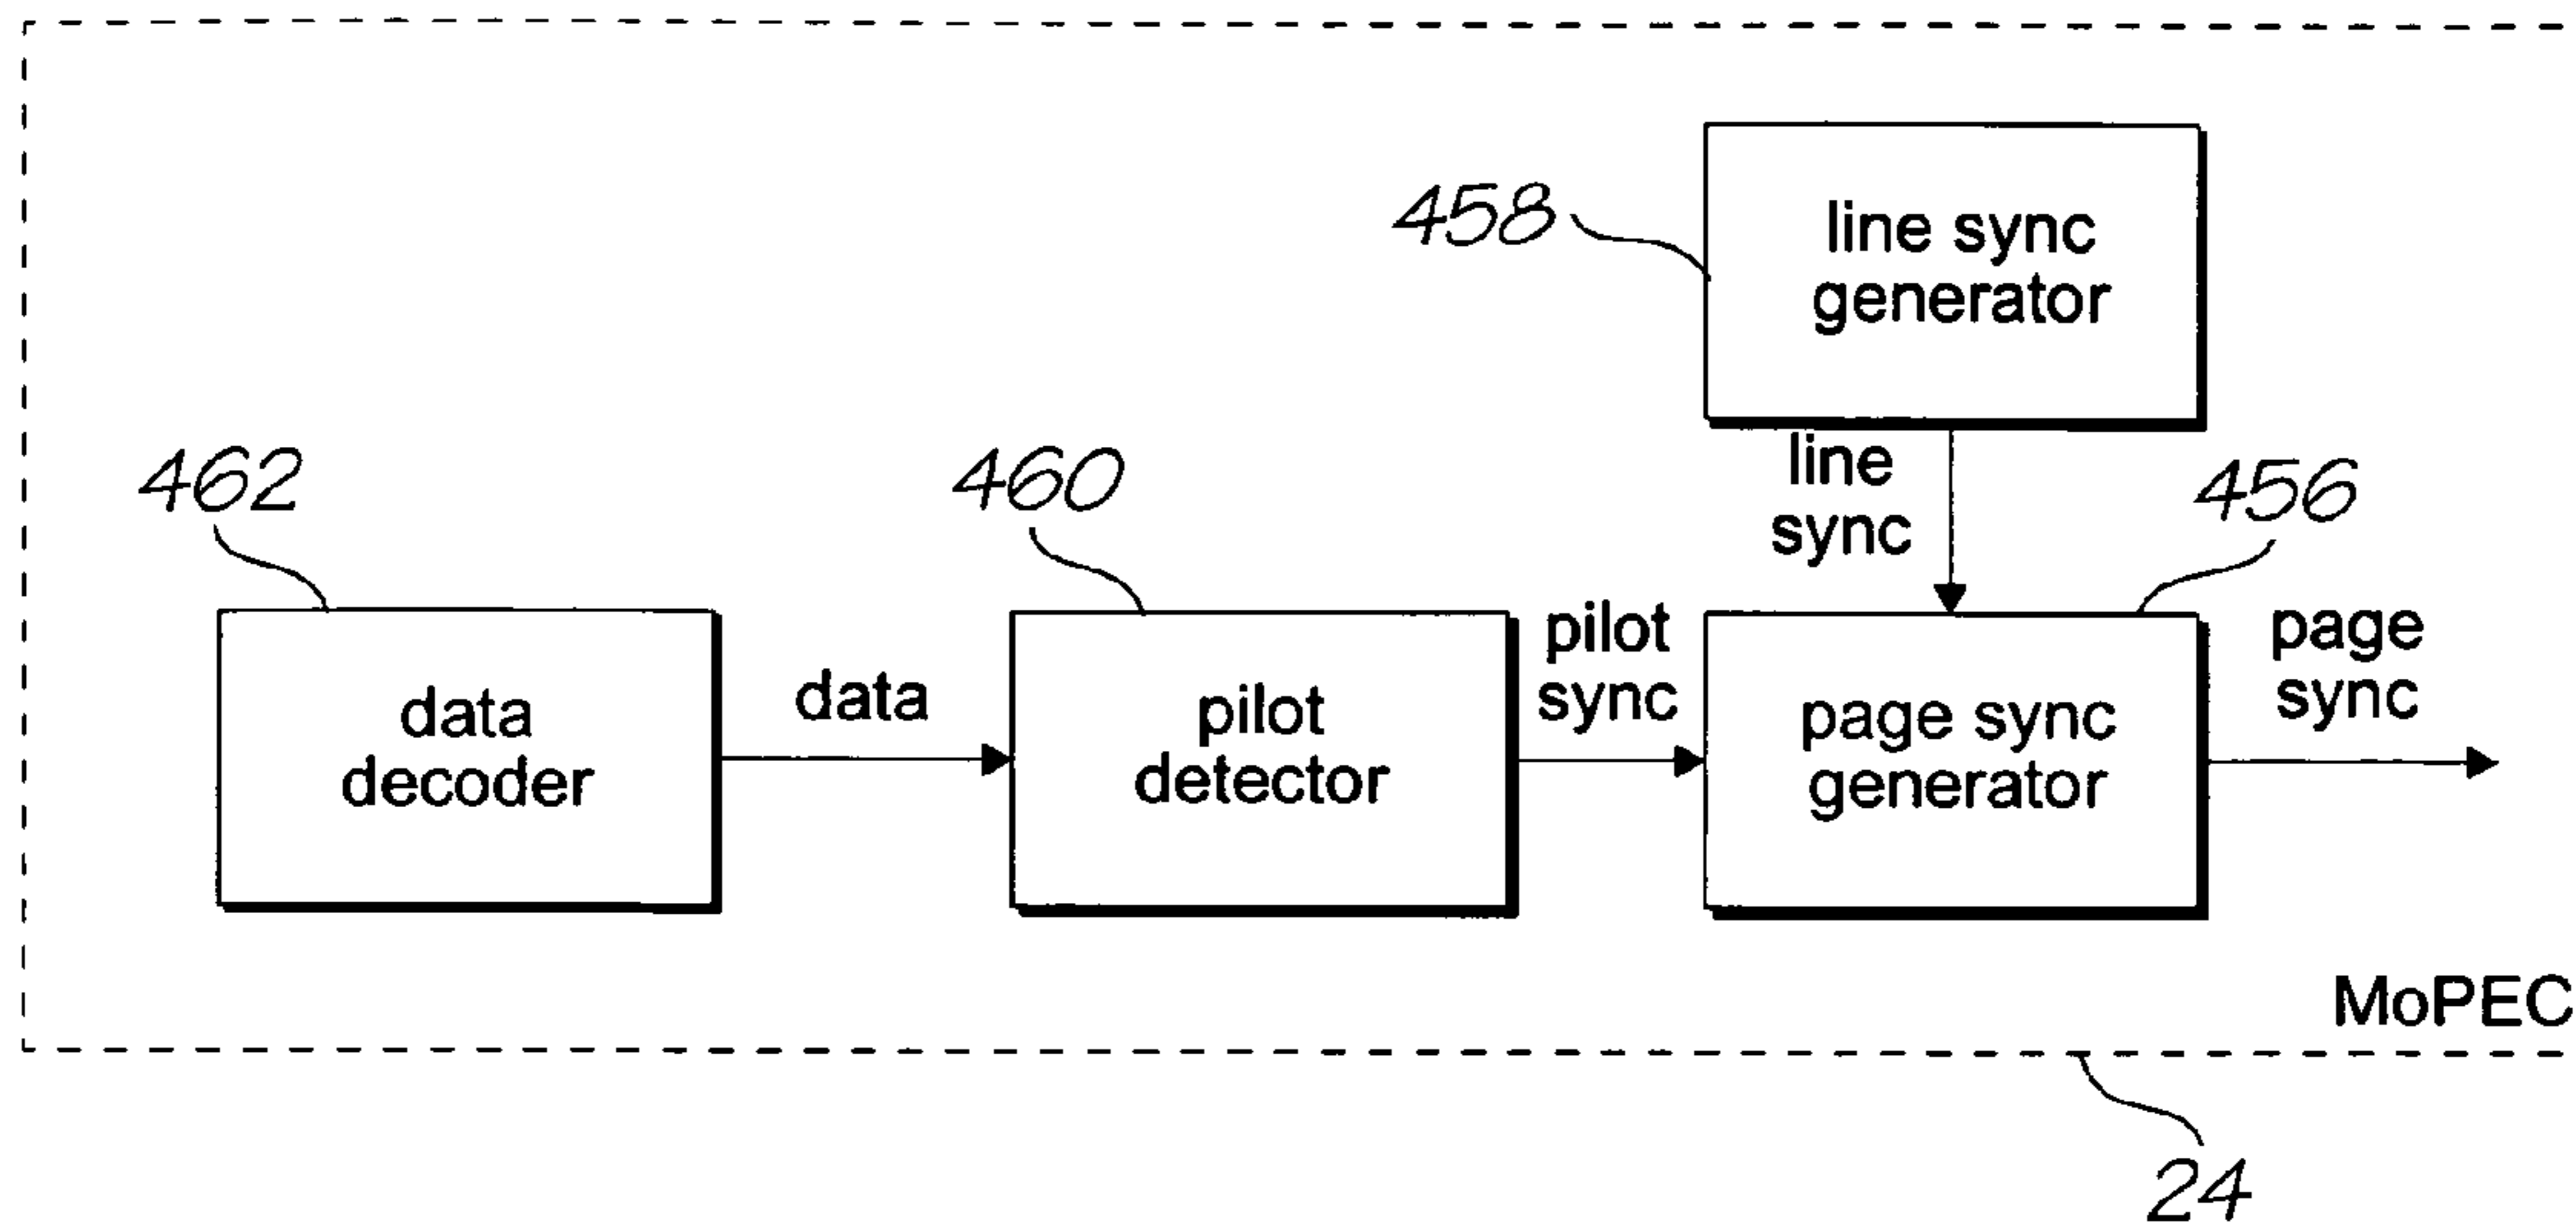 458
line sync
generator
line
sync
462
460
456
data
decoder
data
pilot
detector
pilot
sync
page sync
generator
page
sync
MoPEC
24